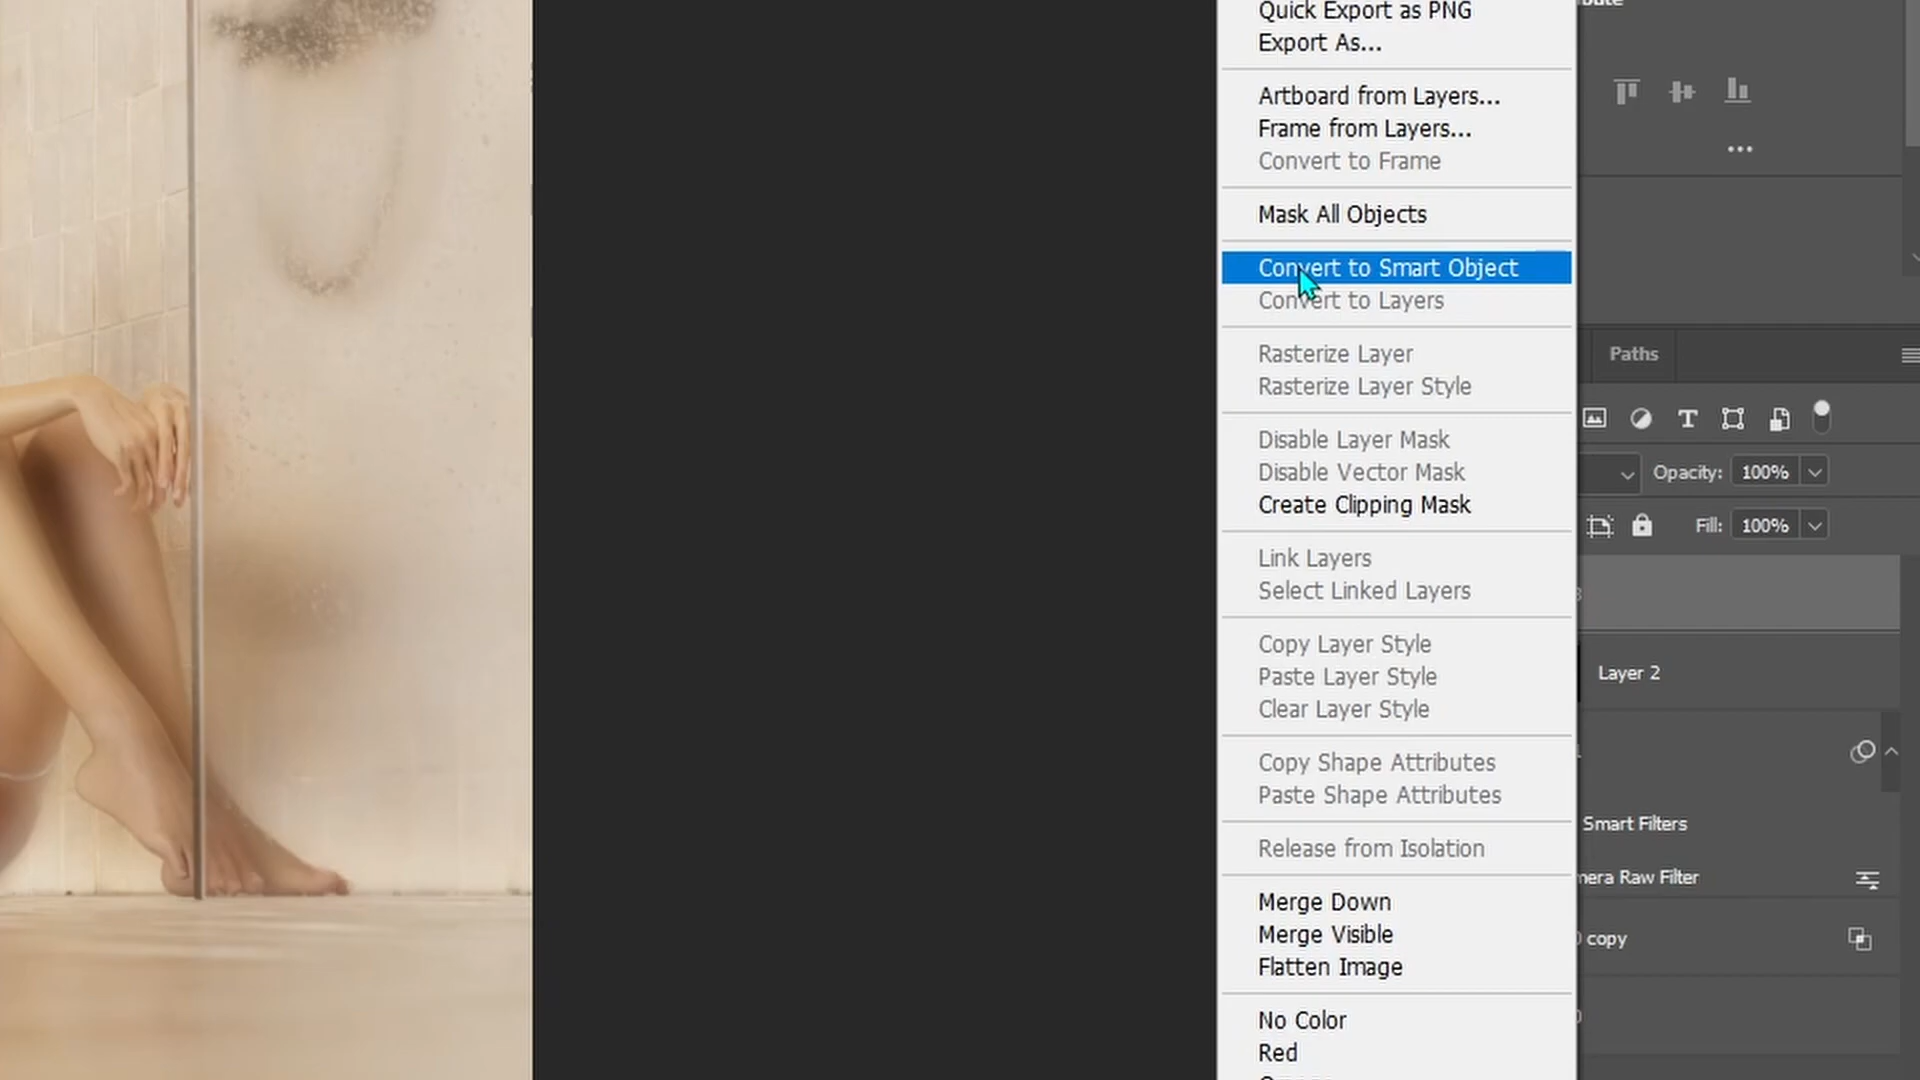 Quick Export as PNG
Export As...
Artboard from Layers...
Frame from Layers...
Convert to Frame
Mask All Objects
Convert to Smart Object
Convert to Layers
Rasterize Layer
Rasterize Layer Style
Disable Layer Mask
Disable Vector Mask
Create Clipping Mask
Link Layers
Select Linked Layers
Copy Layer Style
Paste Layer Style
Clear Layer Style
Copy Shape Attributes
Paste Shape Attributes
Release from Isolation
Merge Down
Merge Visible
Flatten Image
No Color
Red
Paths
Opacity: 100%
Fill: 100%
Layer 2
Smart Filters
mera Raw Filter
copy